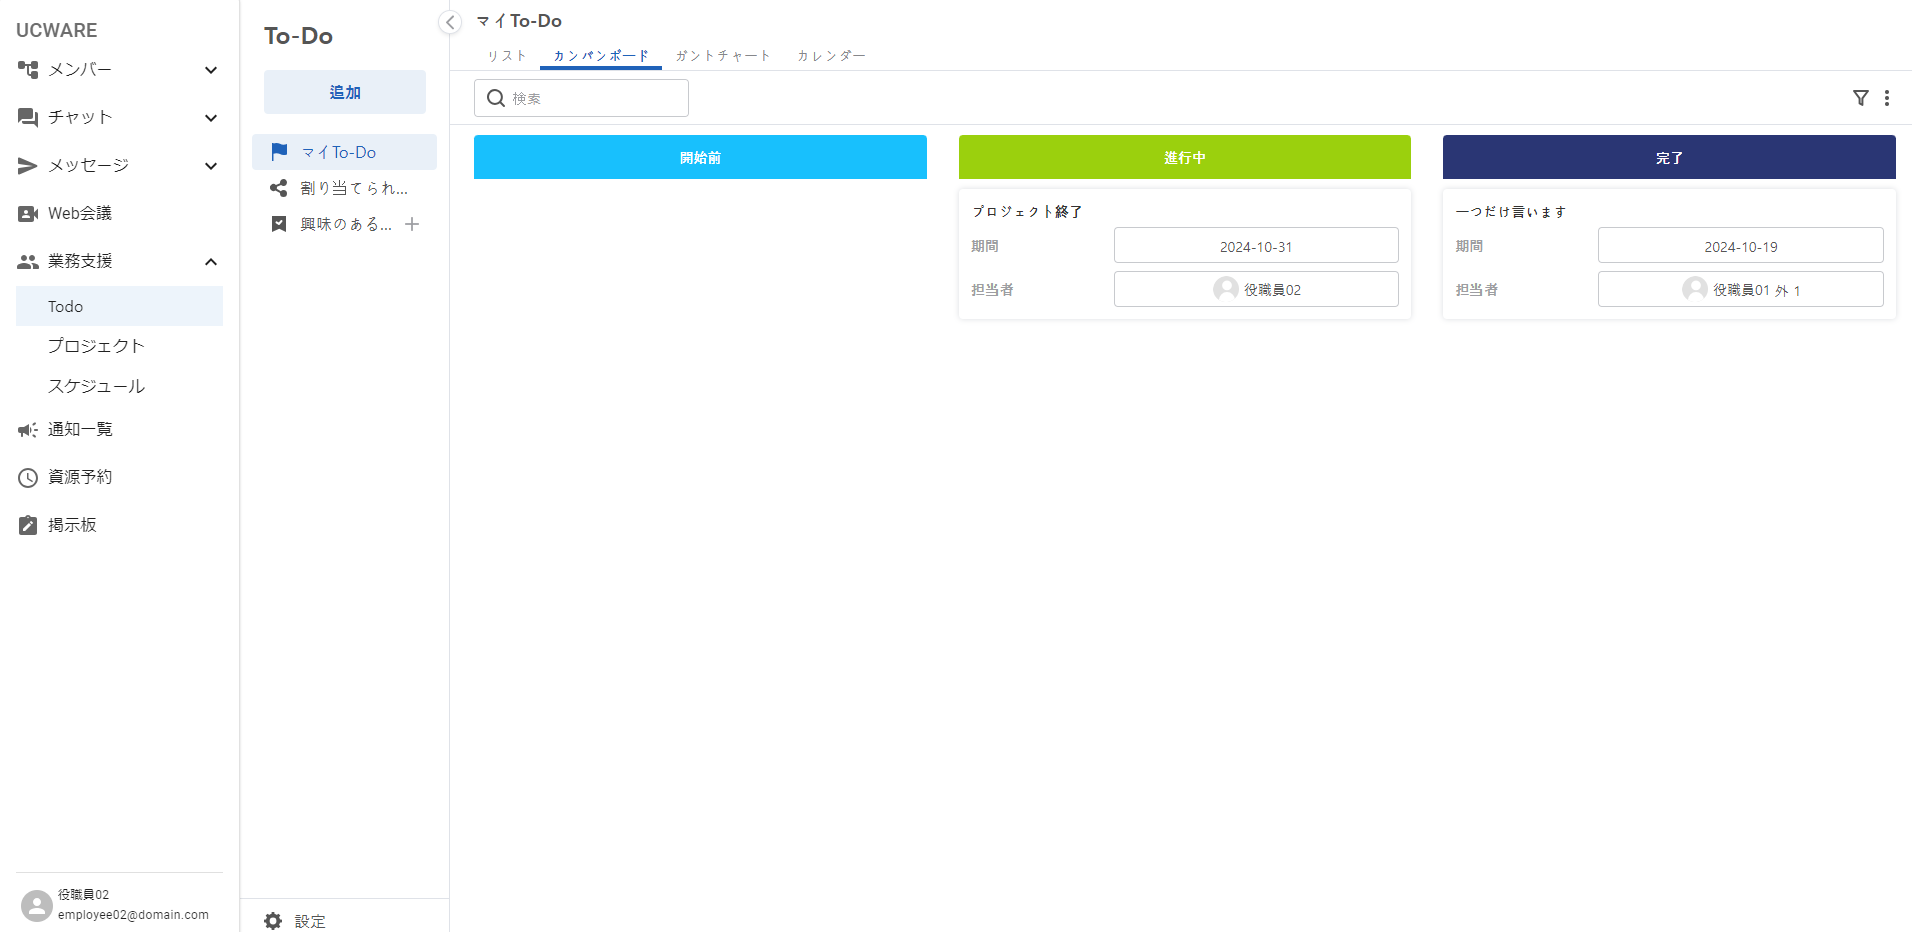 UCWARE
メンバー
チャット
メッセージ
Web会議
業務支援
Todo
プロジェクト
スケジュール
通知一覧
資源予約
掲示板
役職員02
employee02@domain.com
To-Do
追加
マイTo-Do
割り当てられ...
興味のある...
設定
マイTo-Do
リスト カンバンボード ガントチャート カレンダー
検索
開始前
進行中
プロジェクト終了
期間 2024-10-31
担当者 役職員02
完了
一つだけ言います
期間 2024-10-19
担当者 役職員01 外 1